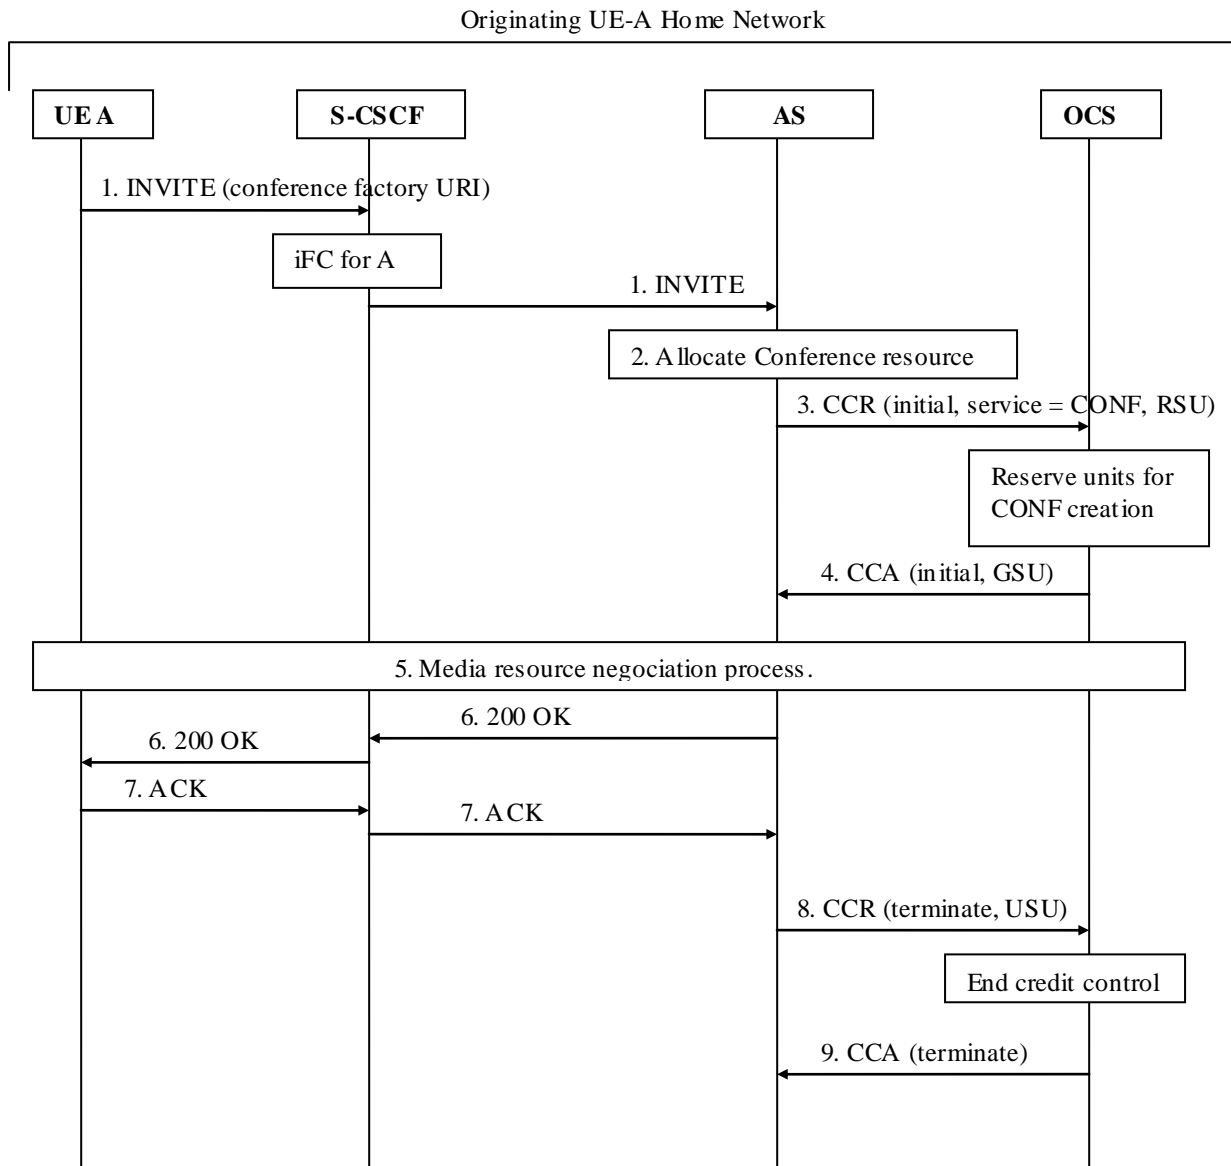 Originating UE-A Home Network
UE A
S-CSCF
AS
OCS
1. INVITE (conference factory URI)
iFC for A
1. INVITE
2. Allocate Conference resource
3. CCR (initial, service = CONF, RSU)
Reserve units for
CONF creation
4. CCA (initial, GSU)
5. Media resource negociation process.
6. 200 OK
6. 200 OK
7. ACK
7. ACK
8. CCR (terminate, USU)
End credit control
9. CCA (terminate)